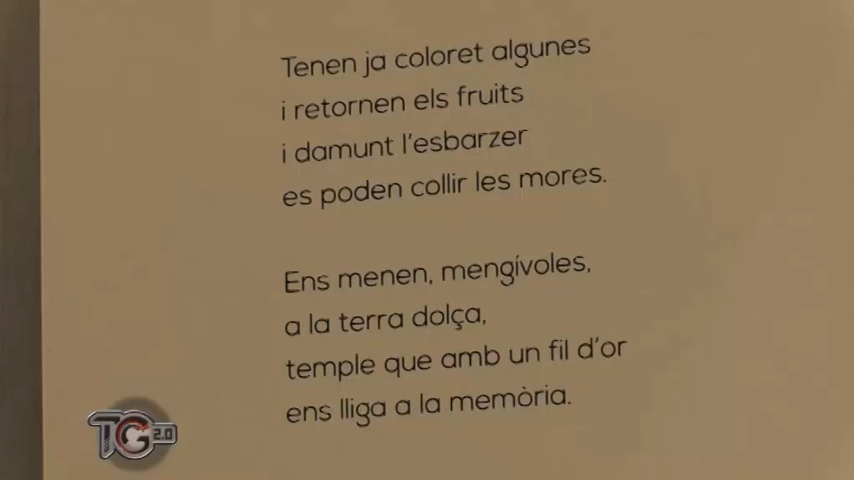 Tenen ja coloret algunes
i retornen els fruits
i damunt l'esbarzer
es poden collir les mores.
Ens menen, mengívoles,
a la terra dolça,
temple que amb un fil d'or
ens lliga a la memòria.
TG 2.0